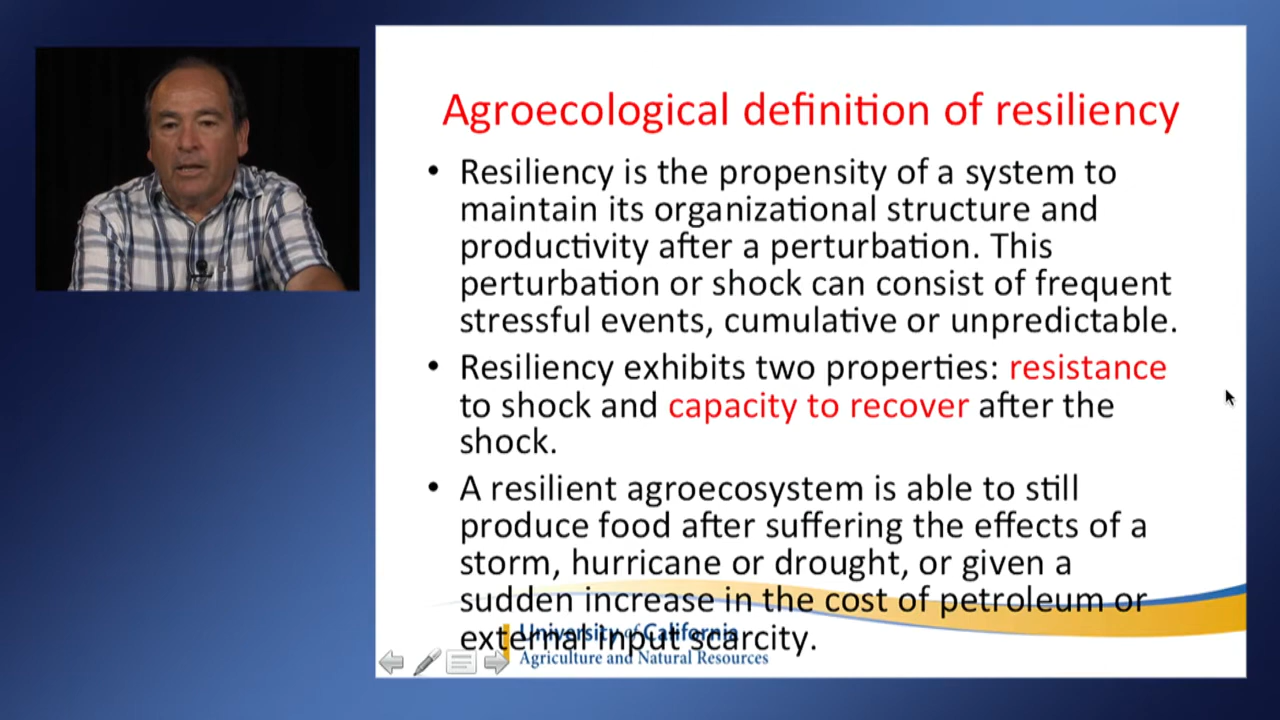 Agroecological definition of resiliency
• Resiliency is the propensity of a system to
maintain its organizational structure and
productivity after a perturbation. This
perturbation or shock can consist of frequent
stressful events, cumulative or unpredictable.
• Resiliency exhibits two properties: resistance
to shock and capacity to recover after the
shock.
• A resilient agroecosystem is able to still
produce food after suffering the effects of a
storm, hurricane or drought, or given a
sudden increase in the cost of petroleum or
external input scarcity.
University of California
Agriculture and Natural Resources